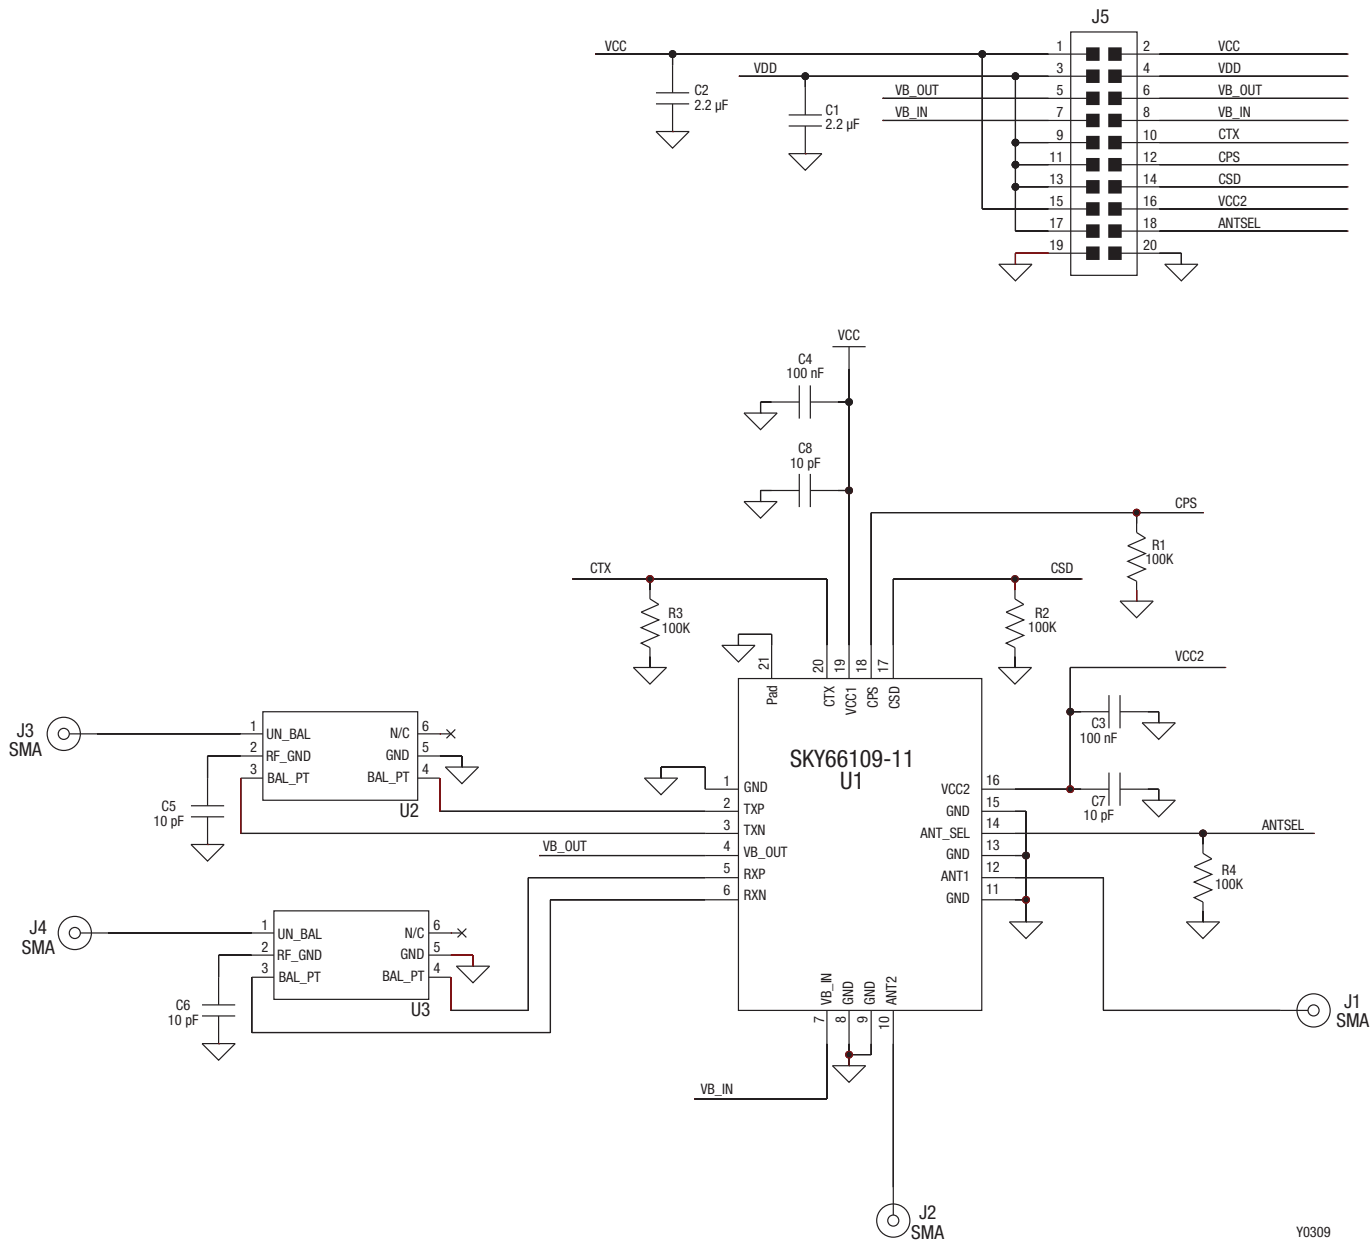 J5
VCC 1 2 VCC
VDD 3 4 VDD
C2
2.2 µF
VB_OUT 5 6 VB_OUT
C1
2.2 µF
VB_IN 7 8 VB_IN
9 10 CTX
11 12 CPS
13 14 CSD
15 16 VCC2
17 18 ANTSEL
19 20
VCC
C4
100 nF
C8
10 pF
CPS
R1
100K
CTX
CSD
R3
100K
R2
100K
21 20 19 18 17
Pad CTX VCC1 CPS CSD
VCC2
C3
100 nF
C7
10 pF
J3
SMA
1 UN_BAL
2 RF_GND
3 BAL_PT
N/C 6
GND 5
BAL_PT 4
U2
C5
10 pF
SKY66109-11
U1
1 GND
2 TXP
3 TXN
VB_OUT 4 VB_OUT
5 RXP
6 RXN
VCC2 16
GND 15
ANT_SEL 14
GND 13
ANT1 12
GND 11
ANTSEL
R4
100K
J4
SMA
1 UN_BAL
2 RF_GND
3 BAL_PT
N/C 6
GND 5
BAL_PT 4
U3
C6
10 pF
VB_IN GND GND ANT2
7 8 9 10
VB_IN
J1
SMA
J2
SMA
Y0309